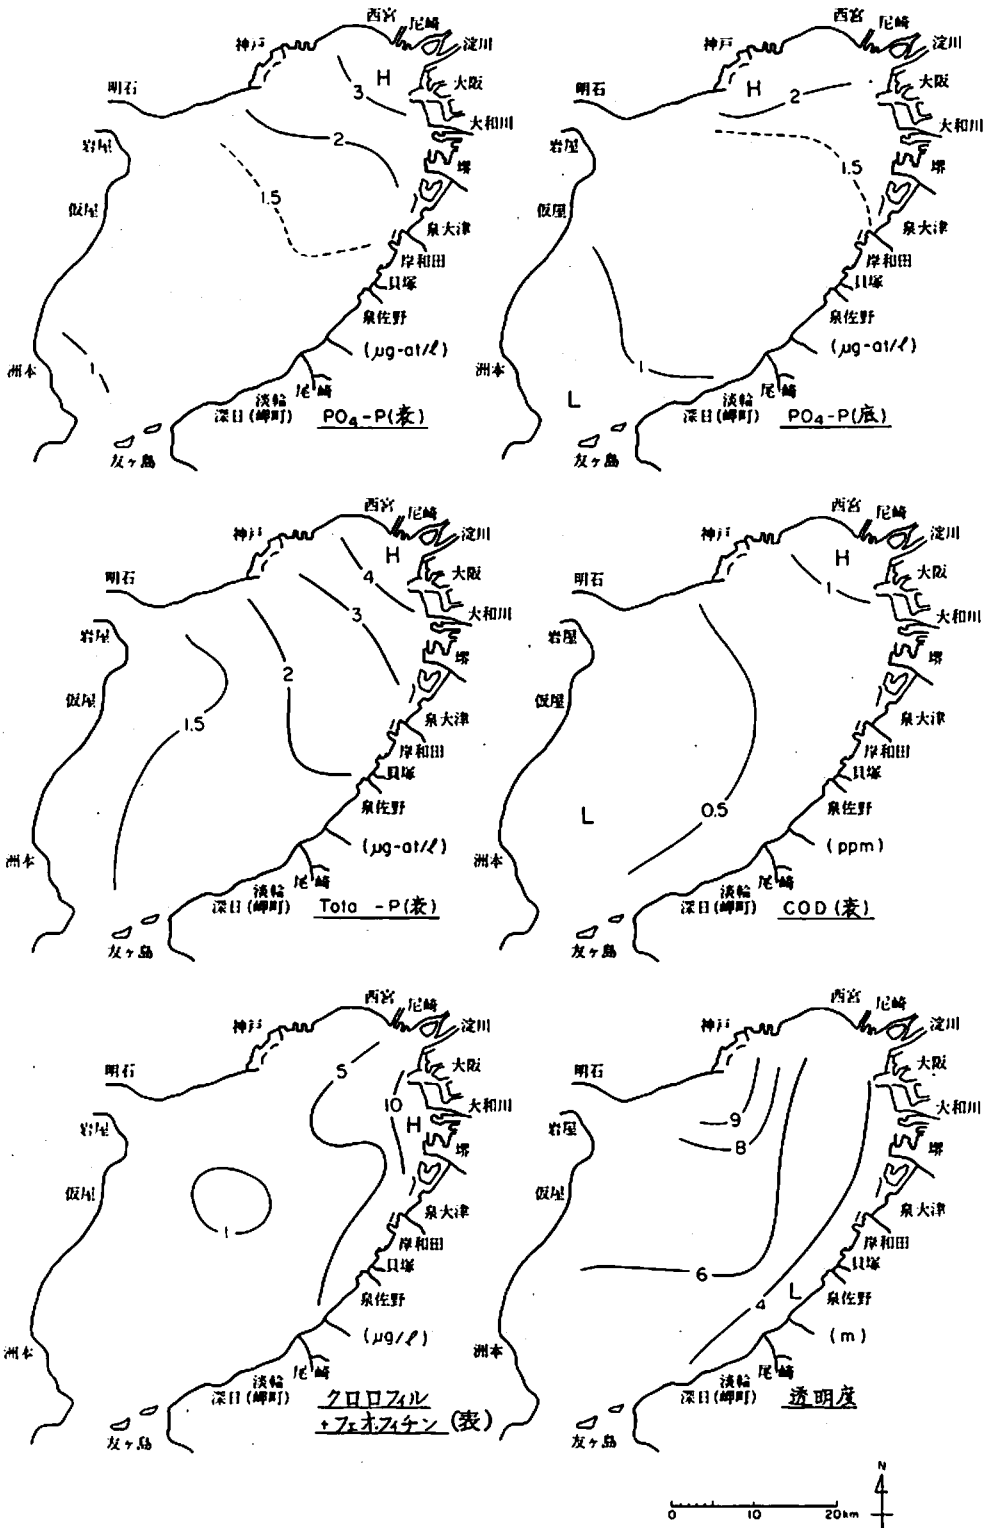 西宮 尼崎
神戸 淀川
H
明石 3 大阪
2 大和川
岩屋 堺
1.5
仮屋 泉大津
岸和田
貝塚
泉佐野
(μg-at/ℓ)
1
洲本 尾崎
淡輪
深日(岬町) PO4-P(表)
友ヶ島
西宮 尼崎
神戸 淀川
H
明石 2 大阪
大和川
岩屋 1.5 堺
仮屋 泉大津
岸和田
貝塚
泉佐野
(μg-at/ℓ)
洲本 1 尾崎
L 淡輪
深日(岬町) PO4-P(底)
友ヶ島
西宮 尼崎
神戸 淀川
H
明石 4 大阪
3 大和川
岩屋 堺
2
仮屋 1.5 泉大津
岸和田
貝塚
泉佐野
(μg-at/ℓ)
洲本 尾崎
淡輪
深日(岬町) Tota -P(表)
友ヶ島
西宮 尼崎
神戸 淀川
H
明石 1 大阪
大和川
岩屋 堺
仮屋 泉大津
岸和田
貝塚
0.5 泉佐野
L
(ppm)
洲本 尾崎
淡輪
深日(岬町) COD(表)
友ヶ島
西宮 尼崎
神戸 淀川
明石 5 大阪
10 大和川
H
岩屋 堺
仮屋 泉大津
1 岸和田
貝塚
泉佐野
(μg/ℓ)
洲本 尾崎
淡輪
深日(岬町) クロロフィル
+フェオフィチン(表)
友ヶ島
西宮 尼崎
神戸 淀川
明石 大阪
9 大和川
岩屋 8 堺
仮屋 泉大津
岸和田
6 貝塚
4 L 泉佐野
(m)
洲本 尾崎
淡輪
深日(岬町) 透明度
友ヶ島
N
0 10 20km